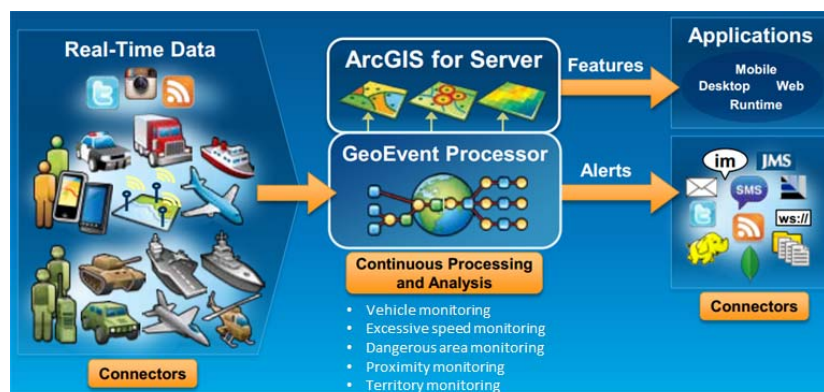 Real-Time Data
Connectors
ArcGIS for Server
GeoEvent Processor
Continuous Processing
and Analysis
• Vehicle monitoring
• Excessive speed monitoring
• Dangerous area monitoring
• Proximity monitoring
• Territory monitoring
Features
Alerts
Applications
Mobile
Desktop Web
Runtime
im
JMS
SMS
ws://
Connectors